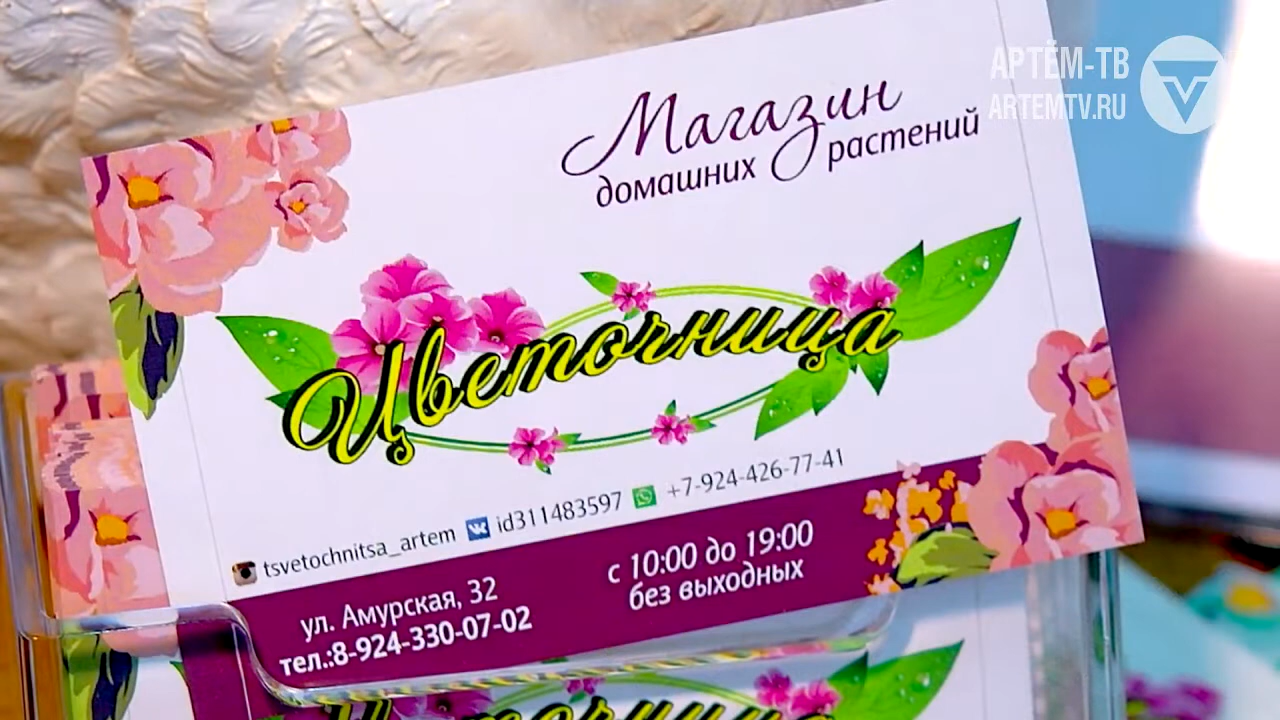 АРТЁМ-ТВ
ARTEMTV.RU
Магазин
домашних растений
Цветочница
tsvetochnitsa_artem id311483597 +7-924-426-77-41
ул. Амурская, 32
тел.:8-924-330-07-02
с 10:00 до 19:00
без выходных
Цветочница